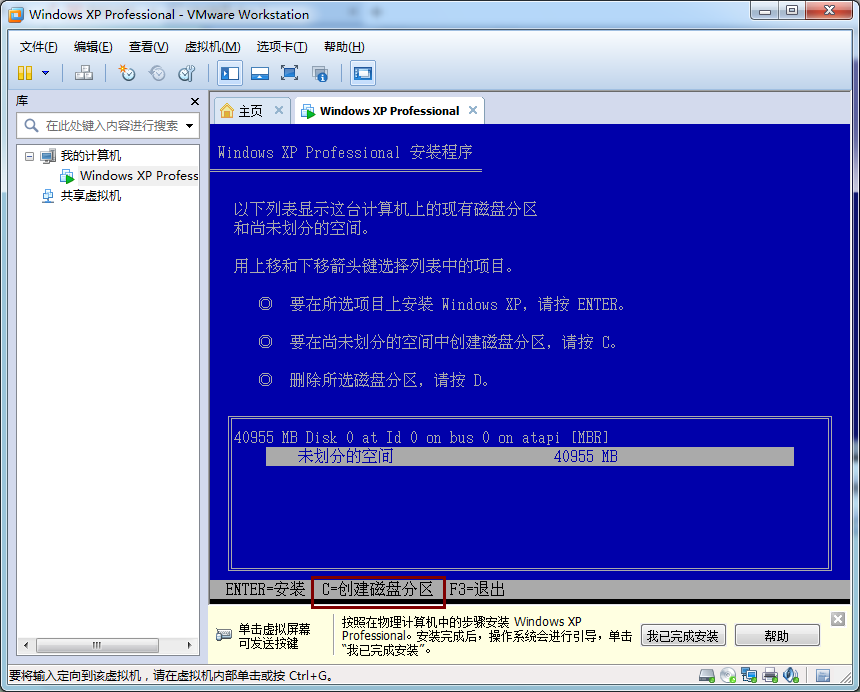 Windows XP Professional - VMware Workstation
文件(F) 编辑(E) 查看(V) 虚拟机(M) 选项卡(T) 帮助(H)
库
在此处键入内容进行搜索
我的计算机
Windows XP Profess
共享虚拟机
主页
Windows XP Professional
Windows XP Professional 安装程序
以下列表显示这台计算机上的现有磁盘分区
和尚未划分的空间。
用上移和下移箭头键选择列表中的项目。
◎ 要在所选项目上安装 Windows XP，请按 ENTER。
◎ 要在尚未划分的空间中创建磁盘分区，请按 C。
◎ 删除所选磁盘分区，请按 D。
40955 MB Disk 0 at Id 0 on bus 0 on atapi [MBR]
未划分的空间 40955 MB
ENTER=安装 C=创建磁盘分区 F3=退出
单击虚拟屏幕
可发送按键
按照在物理计算机中的步骤安装 Windows XP
Professional。安装完成后，操作系统会进行引导，单击
“我已完成安装”。
我已完成安装
帮助
要将输入定向到该虚拟机，请在虚拟机内部单击或按 Ctrl+G。